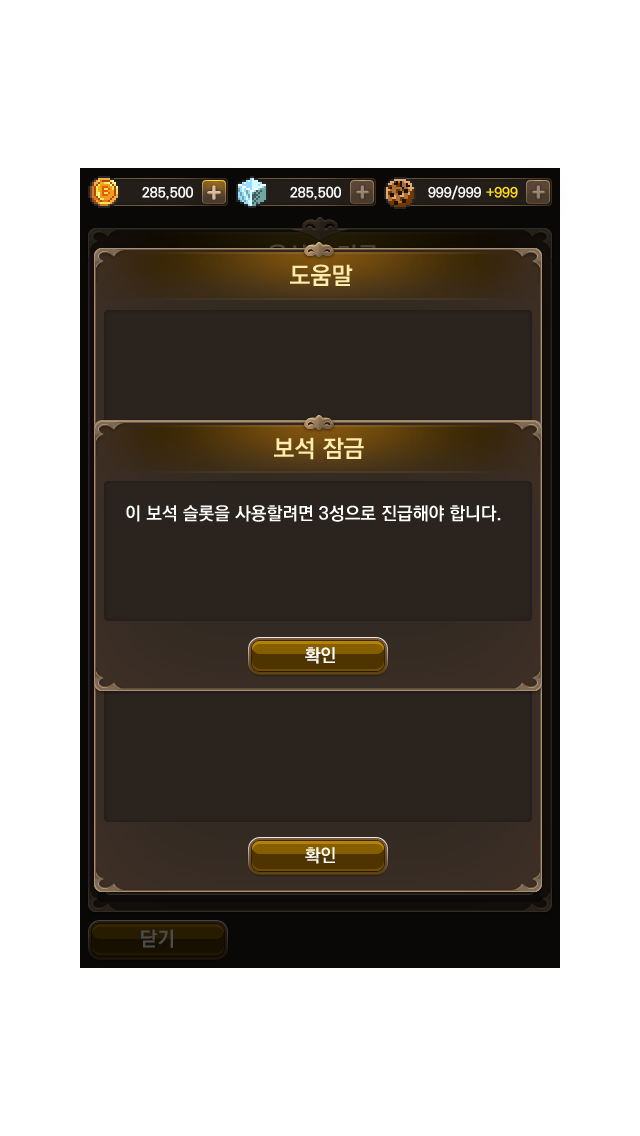 285,500
285,500
999/999 +999
도움말
보석 잠금
이 보석 슬롯을 사용할려면 3성으로 진급해야 합니다.
확인
확인
닫기